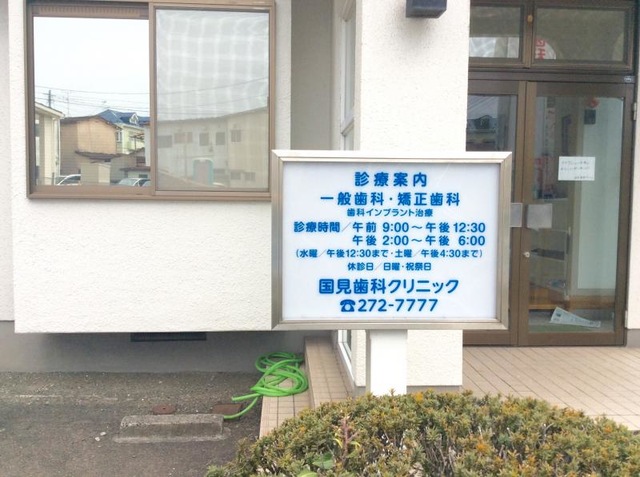 診療案内
一般歯科・矯正歯科
歯科インプラント治療
診療時間／午前 9:00～午後 12:30
午後 2:00～午後 6:00
（水曜／午後12:30まで・土曜／午後4:30まで）
休診日／日曜・祝祭日
国見歯科クリニック
☎272-7777